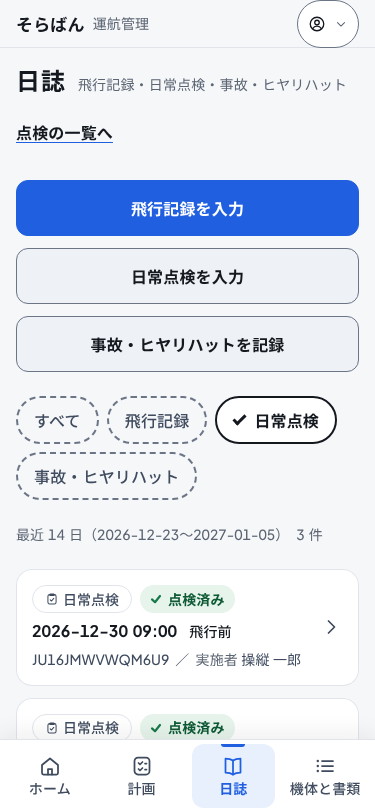 そらばん 運航管理
日誌 飛行記録・日常点検・事故・ヒヤリハット
点検の一覧へ
飛行記録を入力
日常点検を入力
事故・ヒヤリハットを記録
すべて 飛行記録 日常点検
事故・ヒヤリハット
最近 14 日（2026-12-23〜2027-01-05） 3 件
日常点検 点検済み
2026-12-30 09:00 飛行前
JU16JMWVWQM6U9 ／ 実施者 操縦 一郎
日常点検 点検済み
ホーム 計画 日誌 機体と書類